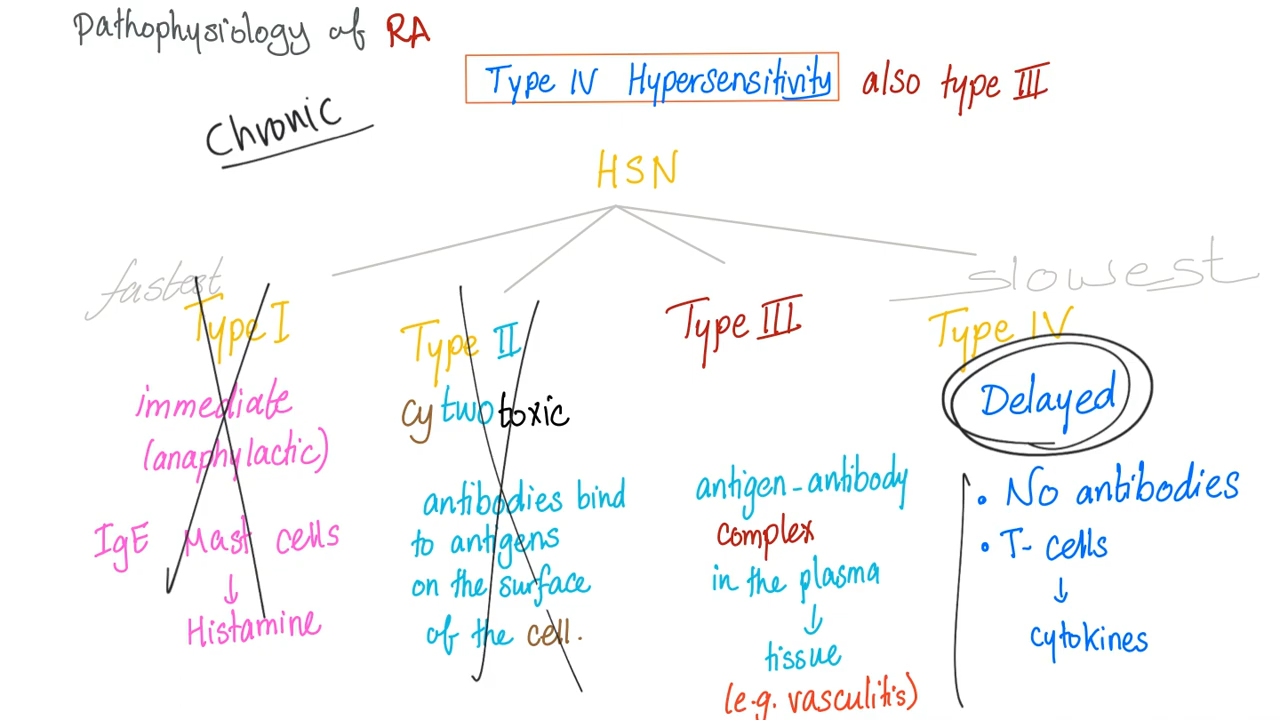 Pathophysiology of RA
Type IV Hypersensitivity also type III
Chronic
HSN
fastest
Type I
immediate
(anaphylactic)
IgE Mast cells
↓
Histamine
Type II
cytwotoxic
antibodies bind
to antigens
on the surface
of the cell.
Type III
antigen-antibody
complex
in the plasma
↓
tissue
(e.g. vasculitis)
slowest
Type IV
Delayed
• No antibodies
• T-cells
↓
cytokines